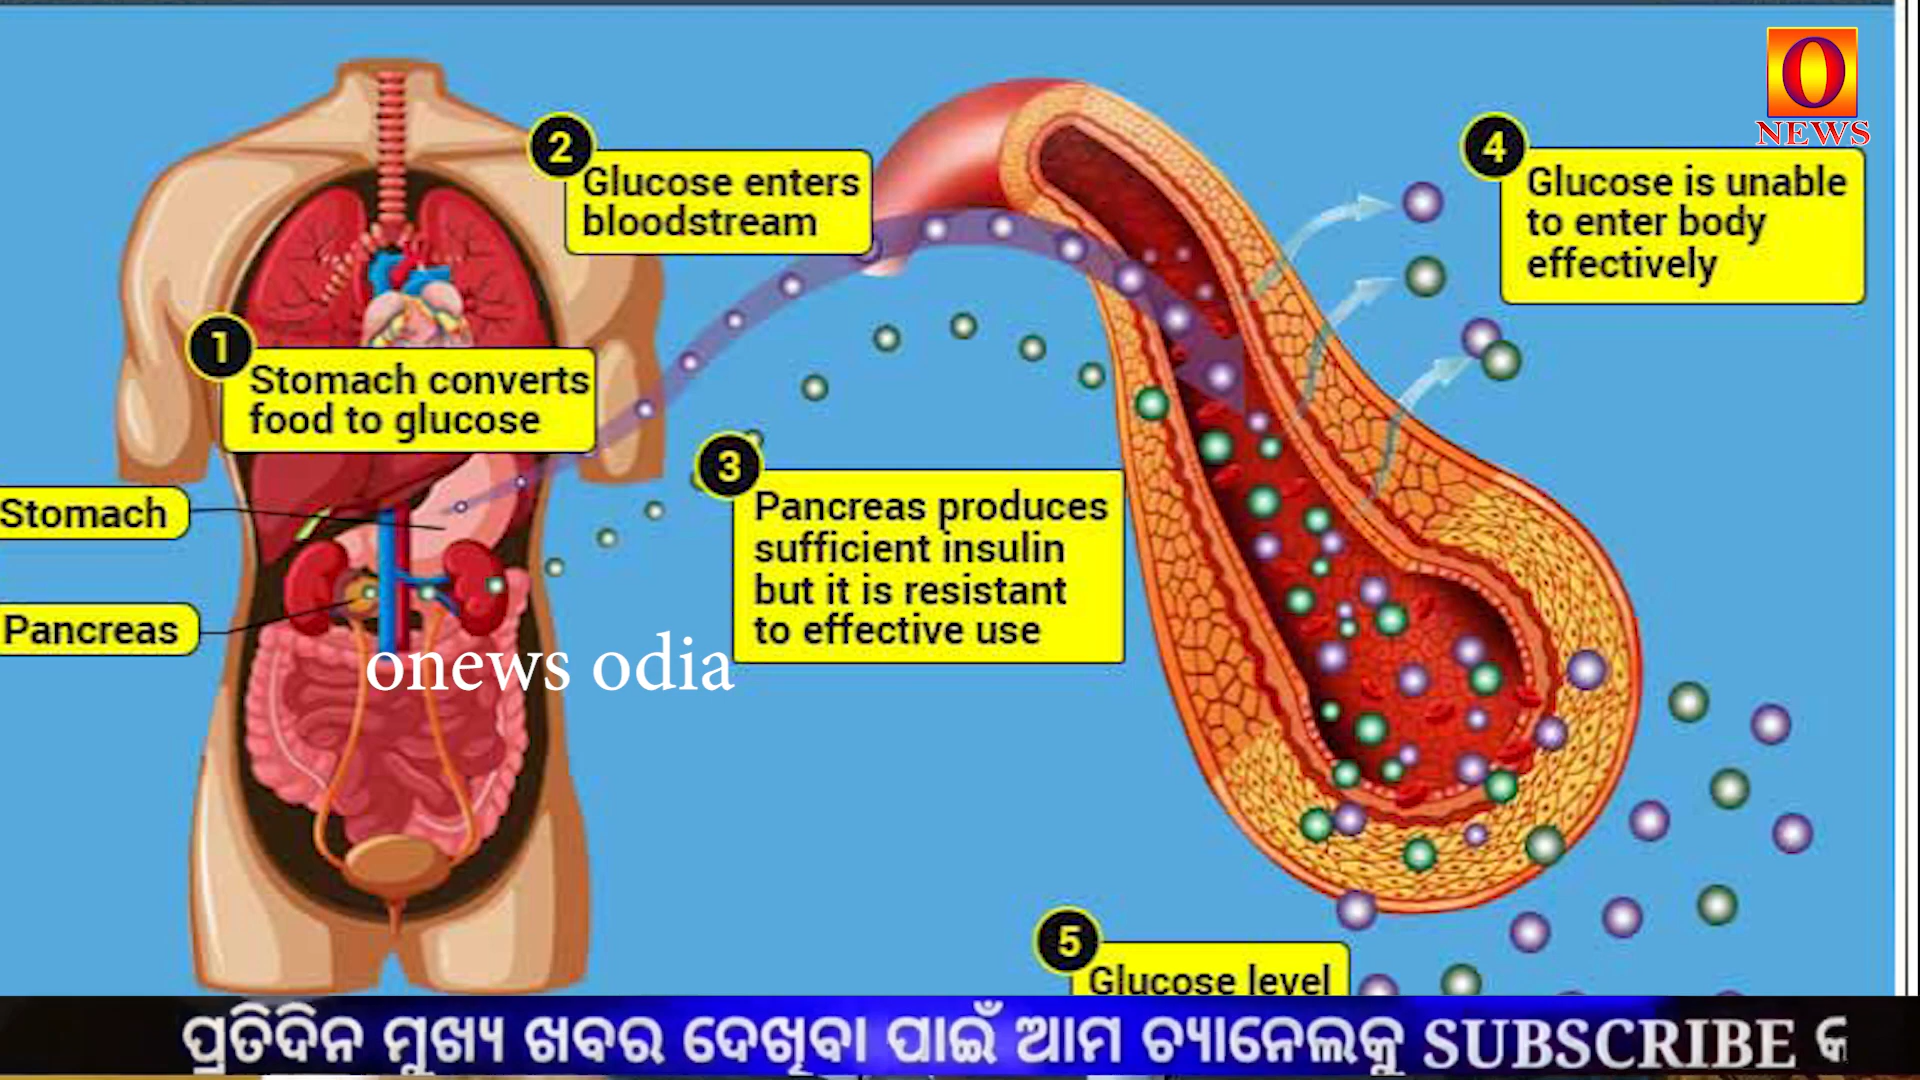 O
NEWS
2
Glucose enters
bloodstream
4
Glucose is unable
to enter body
effectively
1
Stomach converts
food to glucose
3
Pancreas produces
sufficient insulin
but it is resistant
to effective use
Stomach
Pancreas
onews odia
5
Glucose level
ପ୍ରତିଦିନ ମୁଖ୍ୟ ଖବର ଦେଖିବା ପାଇଁ ଆମ ଚ୍ୟାନେଲକୁ SUBSCRIBE